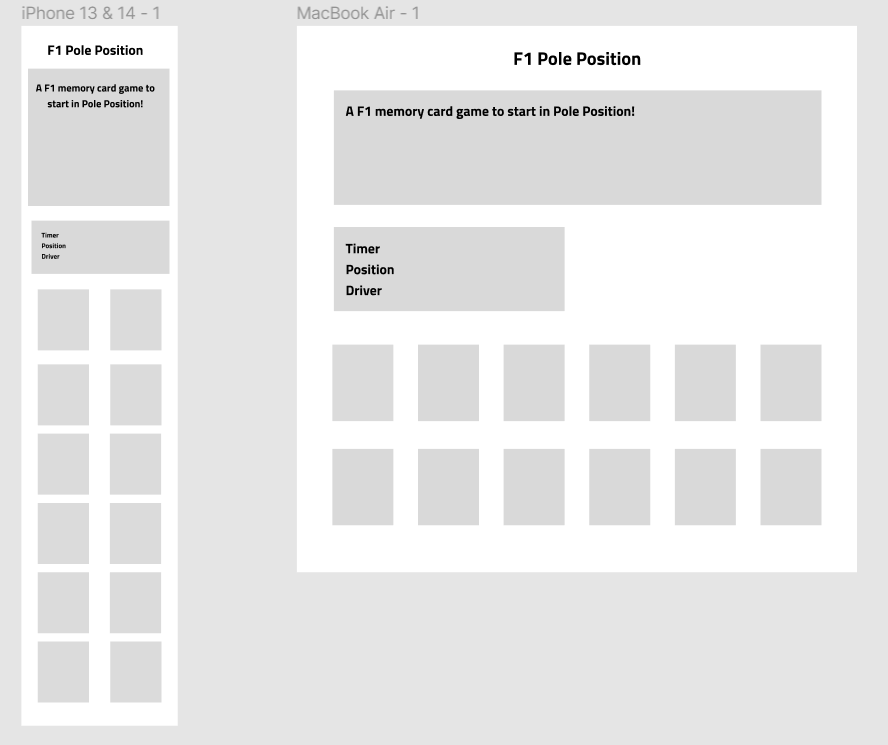 iPhone 13 & 14 - 1
F1 Pole Position
A F1 memory card game to
start in Pole Position!
Timer
Position
Driver
MacBook Air - 1
F1 Pole Position
A F1 memory card game to start in Pole Position!
Timer
Position
Driver